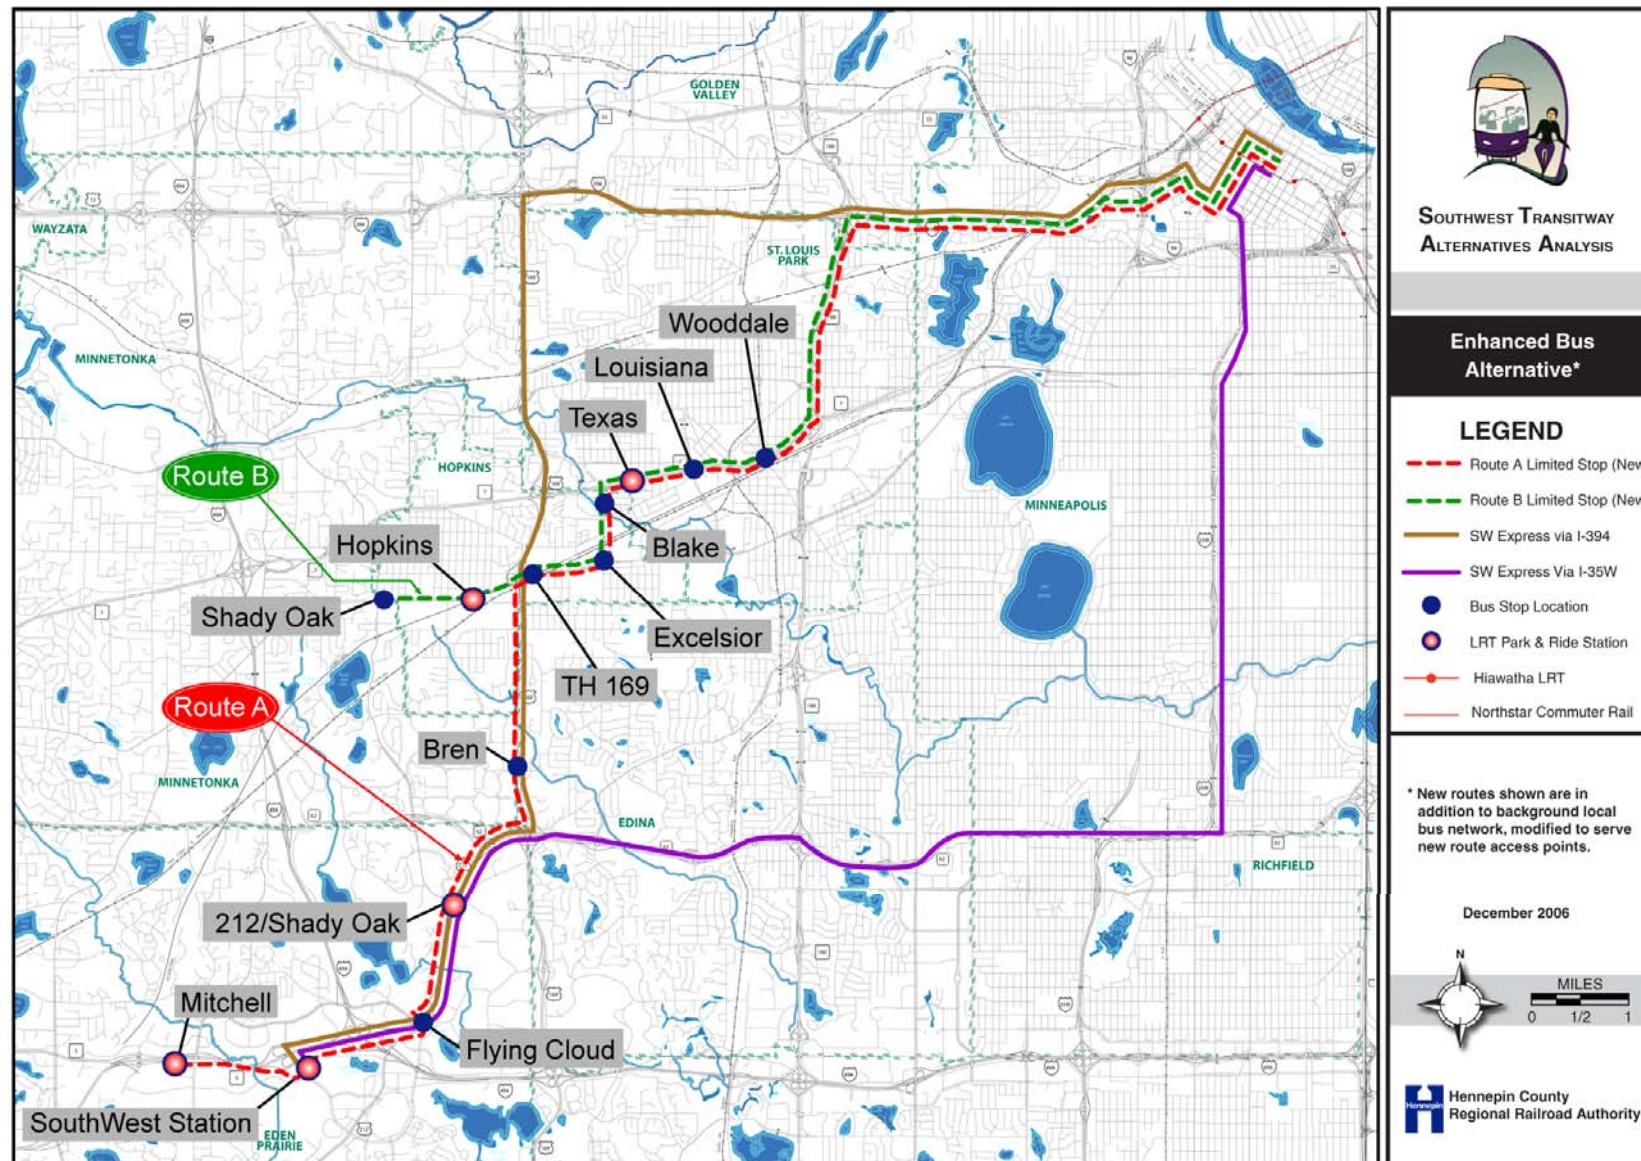 GOLDEN
VALLEY
WAYZATA
ST. LOUIS
PARK
Wooddale
MINNETONKA
Louisiana
Texas
Route B
HOPKINS
MINNEAPOLIS
Hopkins
Blake
Shady Oak
Excelsior
TH 169
Route A
Bren
MINNETONKA
EDINA
RICHFIELD
212/Shady Oak
Mitchell
Flying Cloud
SouthWest Station
EDEN
PRAIRIE
SOUTHWEST TRANSITWAY
ALTERNATIVES ANALYSIS
Enhanced Bus
Alternative*
LEGEND
Route A Limited Stop (New
Route B Limited Stop (New
SW Express via I-394
SW Express Via I-35W
Bus Stop Location
LRT Park & Ride Station
Hiawatha LRT
Northstar Commuter Rail
* New routes shown are in
addition to background local
bus network, modified to serve
new route access points.
December 2006
N
MILES
0 1/2 1
Hennepin
Hennepin County
Regional Railroad Authority